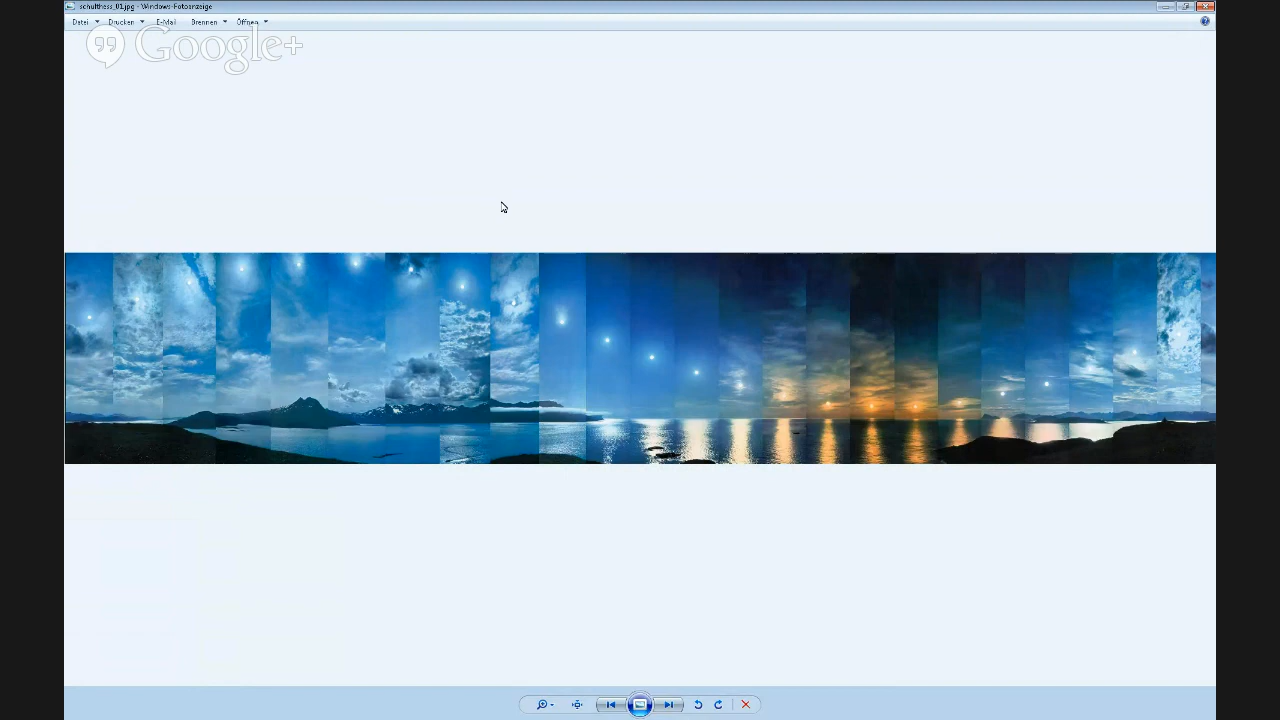 schulthess_01.jpg - Windows-Fotoanzeige
Datei Drucken E-Mail Brennen Öffnen
Google+